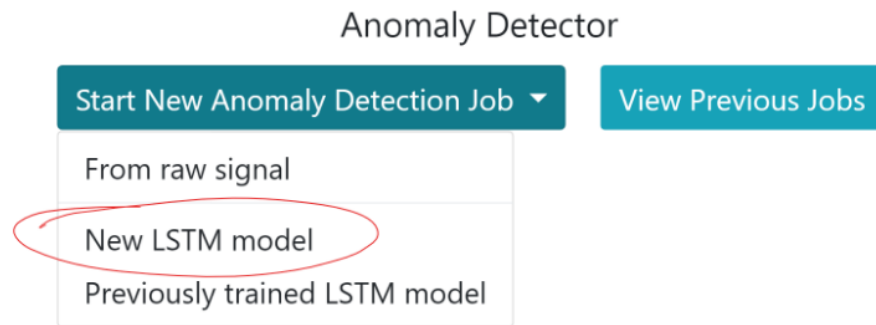 Anomaly Detector
Start New Anomaly Detection Job
View Previous Jobs
From raw signal
New LSTM model
Previously trained LSTM model